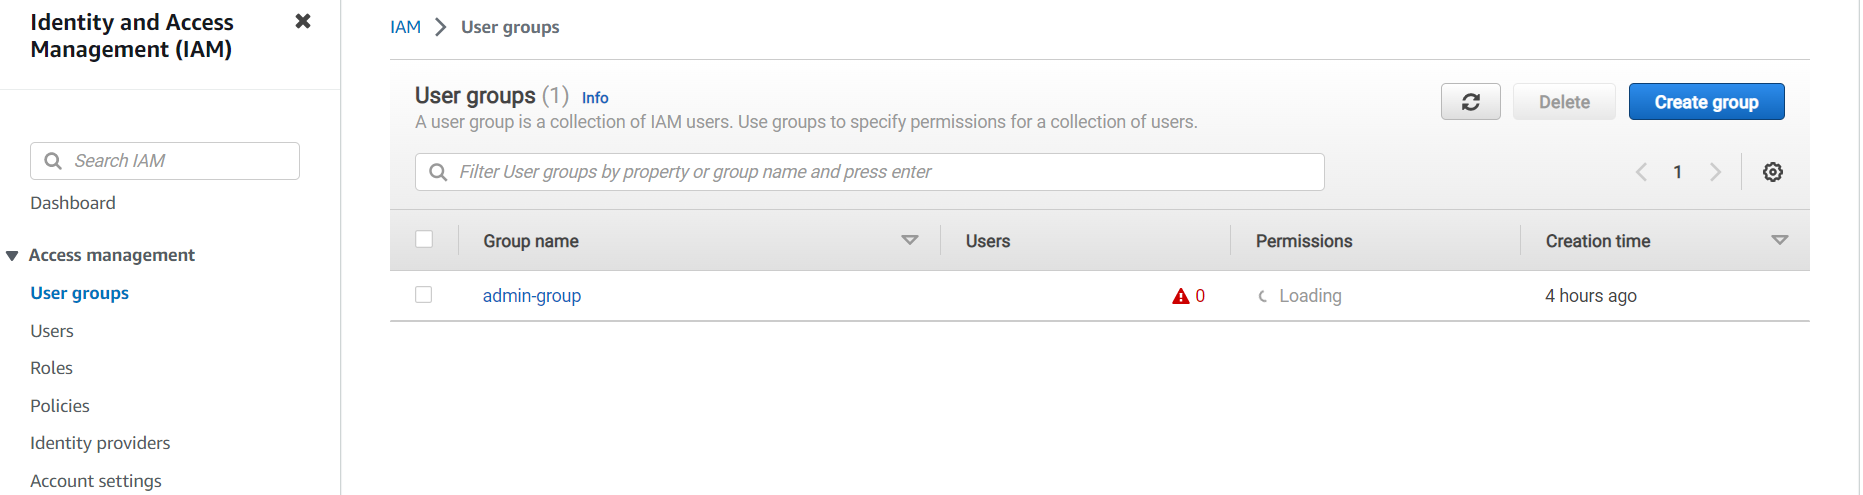 Identity and Access
Management (IAM)
Search IAM
Dashboard
Access management
User groups
Users
Roles
Policies
Identity providers
Account settings
IAM > User groups
User groups (1) Info
A user group is a collection of IAM users. Use groups to specify permissions for a collection of users.
Delete
Create group
Filter User groups by property or group name and press enter
1
Group name Users Permissions Creation time
admin-group 0 Loading 4 hours ago